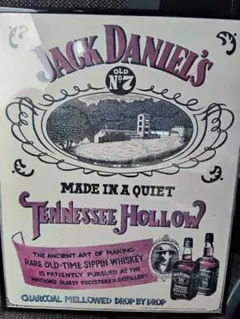 JACK DANIEL'S
OLD
No 7
MADE IN A QUIET
TENNESSEE HOLLOW
THE ANCIENT ART OF MAKING
RARE OLD-TIME SIPPIN' WHISKEY
IS PATIENTLY PURSUED AT THE
NATION'S OLDEST REGISTERED DISTILLERY
CHARCOAL MELLOWED DROP BY DROP